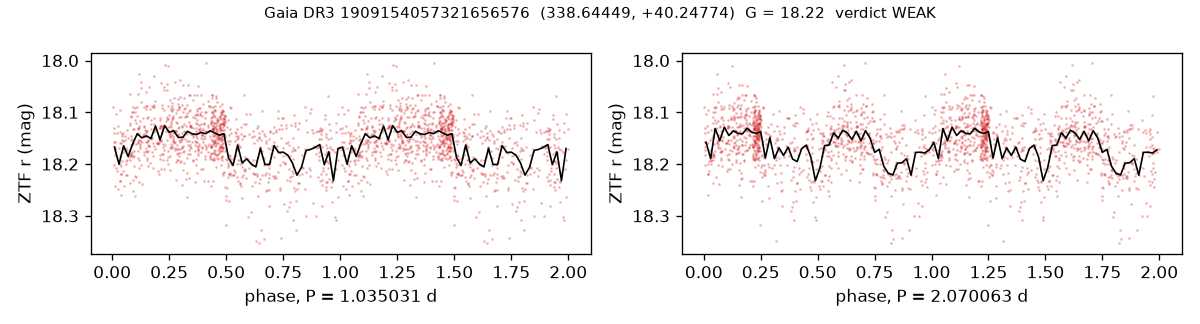 Gaia DR3 1909154057321656576 (338.64449, +40.24774) G = 18.22 verdict WEAK
ZTF r (mag)
18.0
18.1
18.2
18.3
0.00 0.25 0.50 0.75 1.00 1.25 1.50 1.75 2.00
phase, P = 1.035031 d
ZTF r (mag)
18.0
18.1
18.2
18.3
0.00 0.25 0.50 0.75 1.00 1.25 1.50 1.75 2.00
phase, P = 2.070063 d